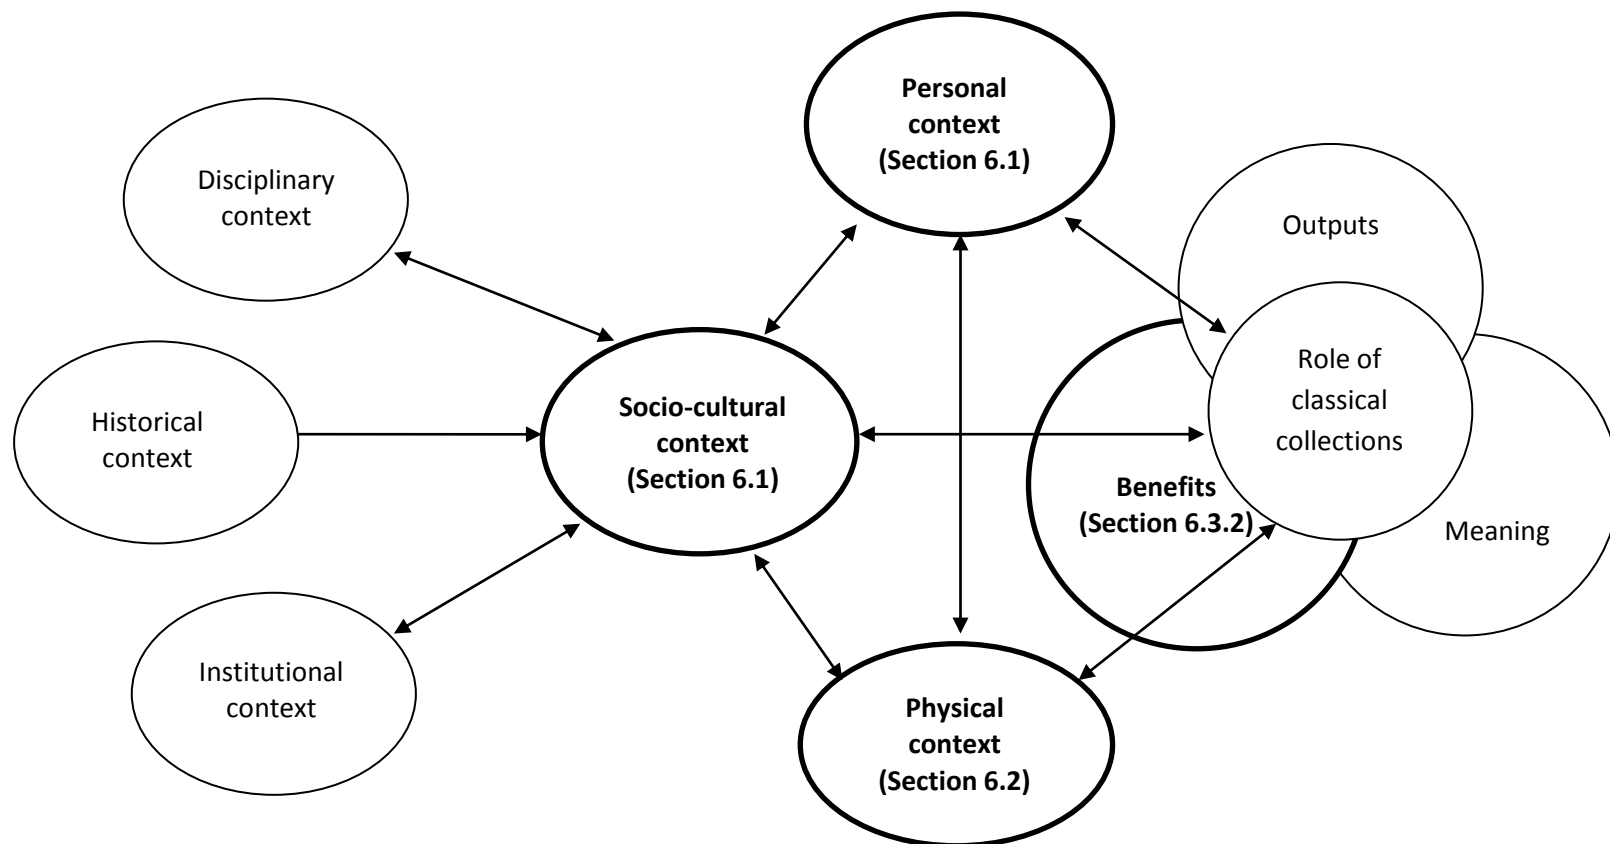 Personal
context
(Section 6.1)
Disciplinary
context
Outputs
Historical
context
Socio-cultural
context
(Section 6.1)
Role of
classical
collections
Benefits
(Section 6.3.2)
Meaning
Institutional
context
Physical
context
(Section 6.2)